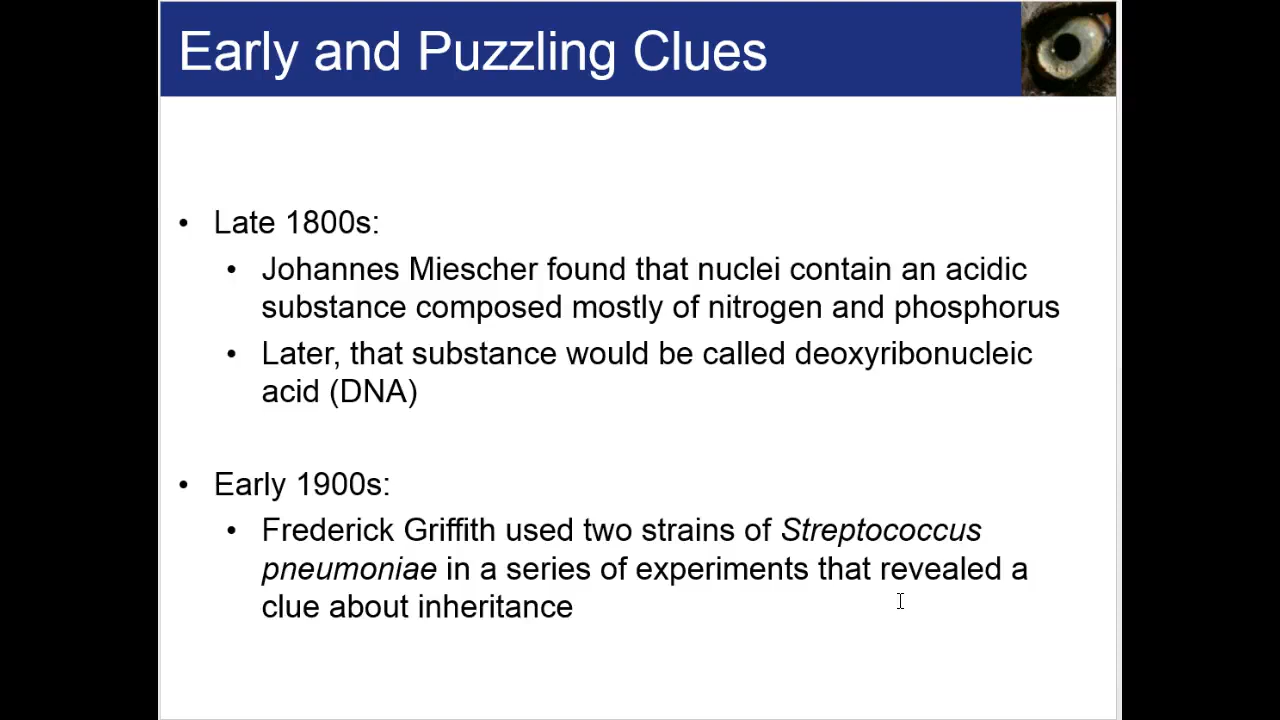 Early and Puzzling Clues
• Late 1800s:
• Johannes Miescher found that nuclei contain an acidic
substance composed mostly of nitrogen and phosphorus
• Later, that substance would be called deoxyribonucleic
acid (DNA)
• Early 1900s:
• Frederick Griffith used two strains of Streptococcus
pneumoniae in a series of experiments that revealed a
clue about inheritance